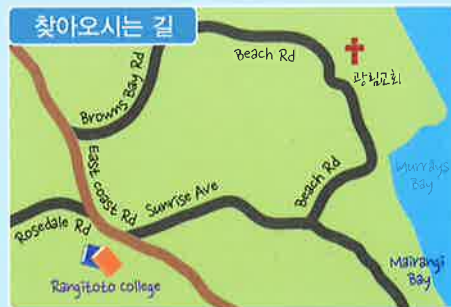 찾아오시는 길
Beach Rd
광림교회
Browns Bay Rd
East coast Rd
Sunrise Ave
Beach Rd
Murrays
Bay
Rosedale Rd
Rangitoto college
Mairangi
Bay